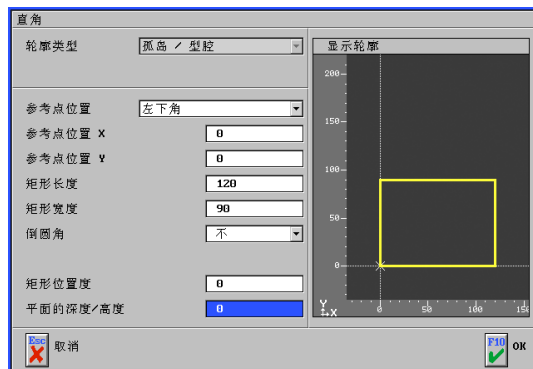 直角
轮廓类型 孤岛 / 型腔
参考点位置 左下角
参考点位置 X 0
参考点位置 Y 0
矩形长度 120
矩形宽度 90
倒圆角 不
矩形位置度 0
平面的深度/高度 0
显示轮廓
200
150
100
50
0
Y
X
0 50 100 150
Esc 取消
F10 OK